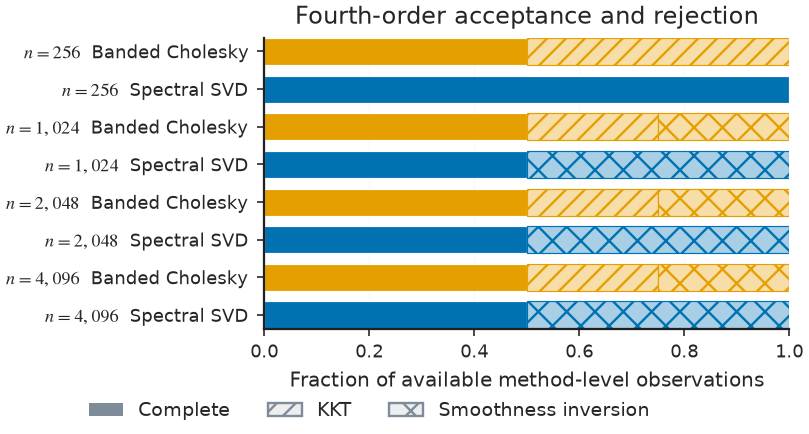 Fourth-order acceptance and rejection
n = 256 Banded Cholesky
n = 256 Spectral SVD
n = 1, 024 Banded Cholesky
n = 1, 024 Spectral SVD
n = 2, 048 Banded Cholesky
n = 2, 048 Spectral SVD
n = 4, 096 Banded Cholesky
n = 4, 096 Spectral SVD
0.0 0.2 0.4 0.6 0.8 1.0
Fraction of available method-level observations
Complete KKT Smoothness inversion